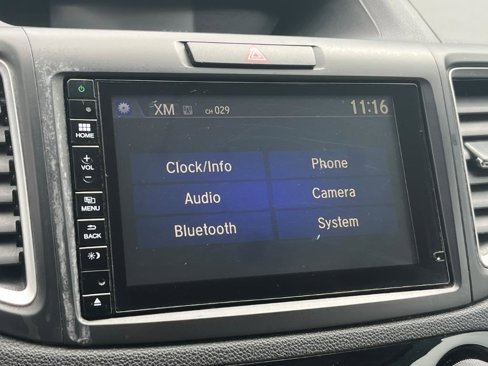 XM CH 029 11:16
HOME
+ VOL −
MENU
BACK
Clock/Info Phone
Audio Camera
Bluetooth System